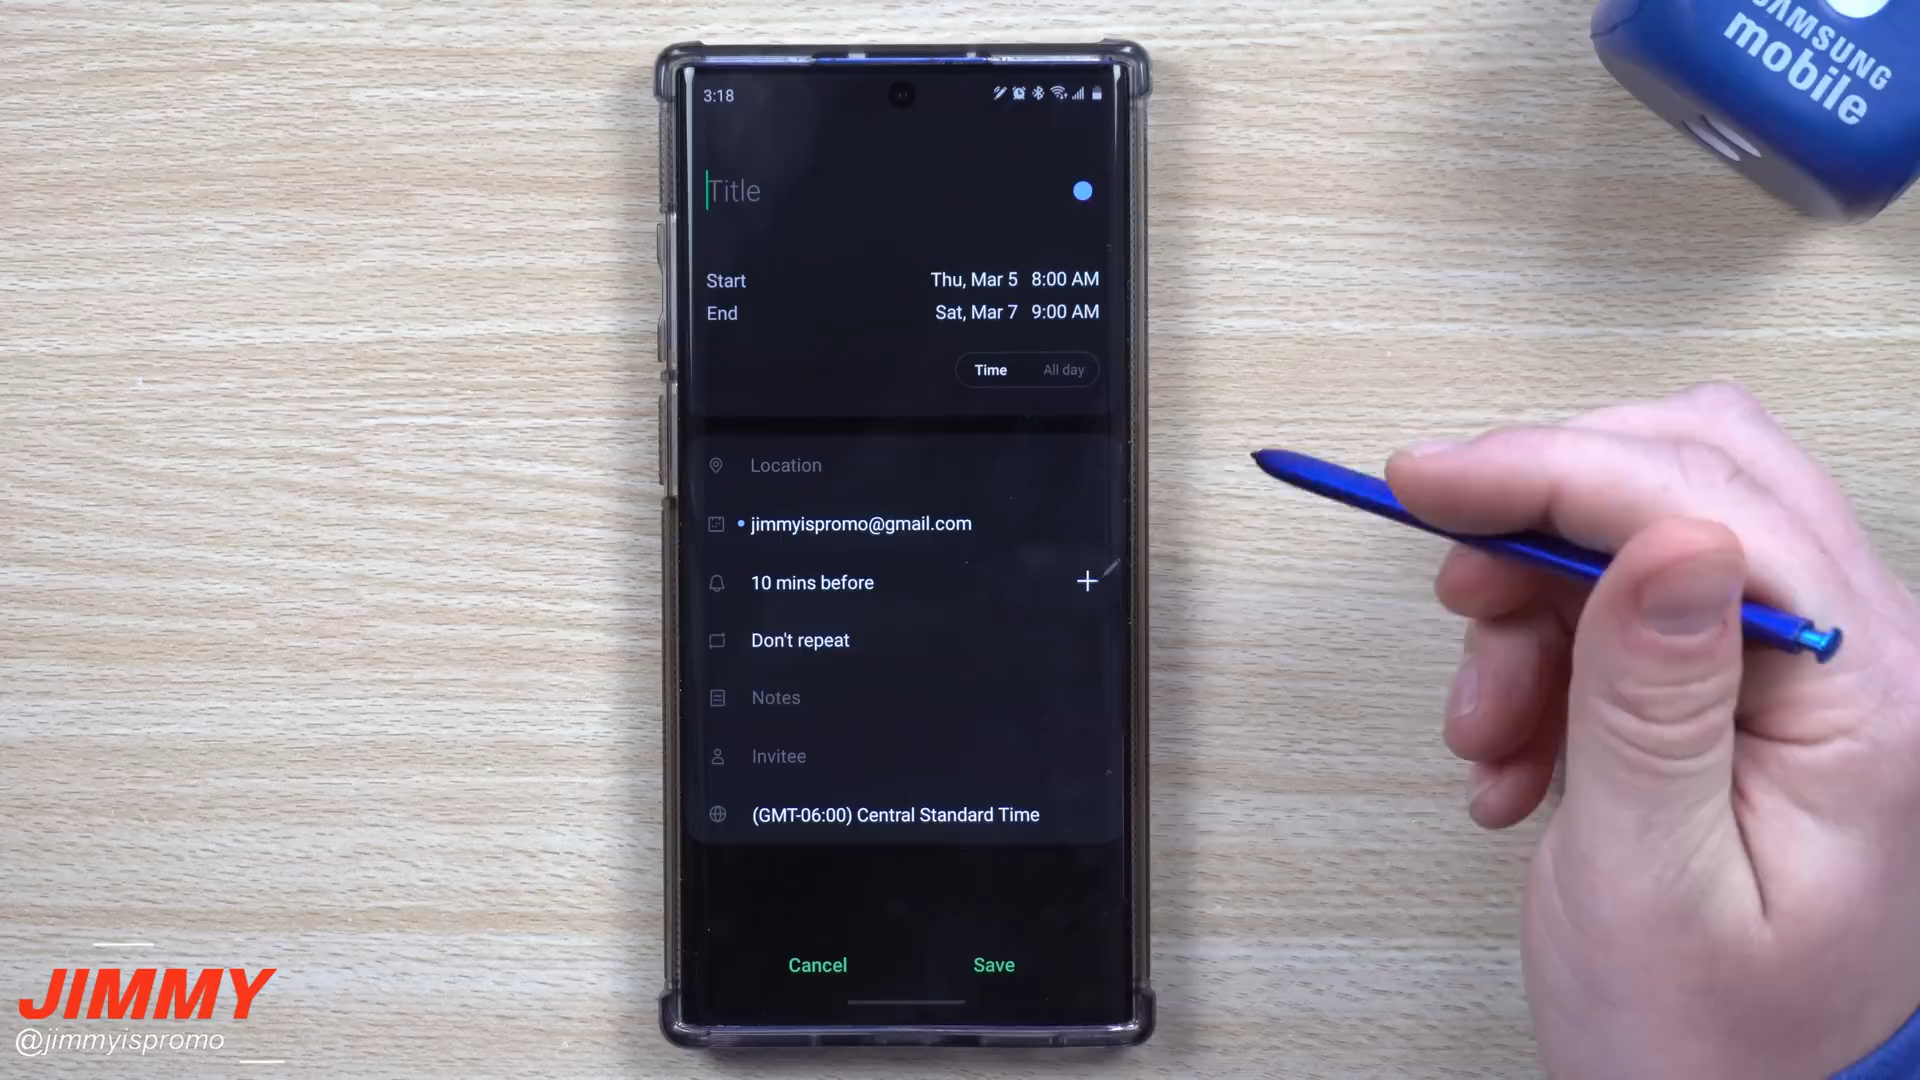 SAMSUNG
mobile
3:18
Title
Start Thu, Mar 5 8:00 AM
End Sat, Mar 7 9:00 AM
Time All day
Location
jimmyispromo@gmail.com
10 mins before
Don't repeat
Notes
Invitee
(GMT-06:00) Central Standard Time
Cancel Save
JIMMY
@jimmyispromo